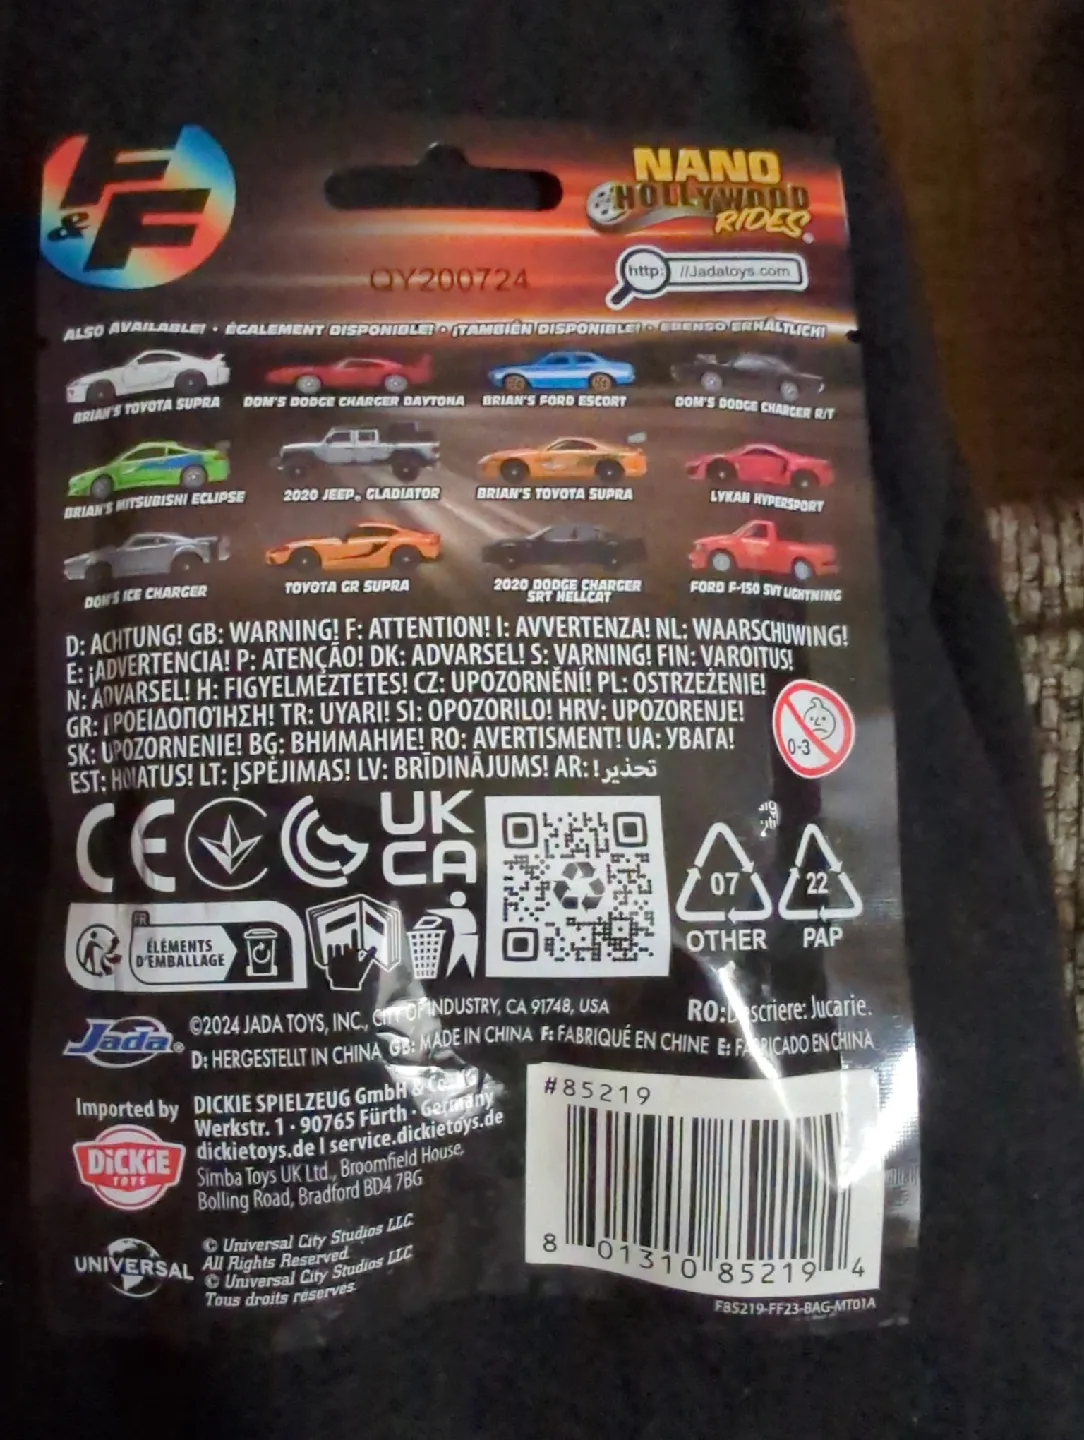 F
&F
NANO
HOLLYWOOD
RIDES
http: //Jadatoys.com
QY200724
ALSO AVAILABLE! • ÉGALEMENT DISPONIBLE! • ¡TAMBIÉN DISPONIBLE! • EBENSO ERHÄLTLICH!
BRIAN'S TOYOTA SUPRA DOM'S DODGE CHARGER DAYTONA BRIAN'S FORD ESCORT DOM'S DODGE CHARGER R/T
BRIAN'S MITSUBISHI ECLIPSE 2020 JEEP® GLADIATOR BRIAN'S TOYOTA SUPRA LYKAN HYPERSPORT
DOM'S ICE CHARGER TOYOTA GR SUPRA 2020 DODGE CHARGER SRT HELLCAT FORD F-150 SVT LIGHTNING
D: ACHTUNG! GB: WARNING! F: ATTENTION! I: AVVERTENZA! NL: WAARSCHUWING!
E: ¡ADVERTENCIA! P: ATENÇÃO! DK: ADVARSEL! S: VARNING! FIN: VAROITUS!
N: ADVARSEL! H: FIGYELMEZTETES! CZ: UPOZORNĚNÍ! PL: OSTRZEŻENIE!
GR: ΠΡΟΕΙΔΟΠΟΊΗΣΗ! TR: UYARI! SI: OPOZORILO! HRV: UPOZORENJE!
SK: UPOZORNENIE! BG: ВНИМАНИЕ! RO: AVERTISMENT! UA: УВАГА!
EST: HOIATUS! LT: ĮSPĖJIMAS! LV: BRĪDINĀJUMS! AR: تحذير!
0-3
CE
UK
CA
07
22
OTHER
PAP
FR
ÉLÉMENTS
D'EMBALLAGE
Jada®
©2024 JADA TOYS, INC., CITY OF INDUSTRY, CA 91748, USA
RO: Descriere: Jucarie.
D: HERGESTELLT IN CHINA GB: MADE IN CHINA F: FABRIQUÉ EN CHINE E: FABRICADO EN CHINA
Imported by
DICKIE
TOYS
DICKIE SPIELZEUG GmbH & Co. KG
Werkstr. 1 · 90765 Fürth · Germany
dickietoys.de I service.dickietoys.de
Simba Toys UK Ltd., Broomfield House,
Bolling Road, Bradford BD4 7BG
UNIVERSAL
© Universal City Studios LLC
All Rights Reserved.
© Universal City Studios LLC
Tous droits réserves.
#85219
8 01310 85219 4
F85219-FF23-BAG-MT01A